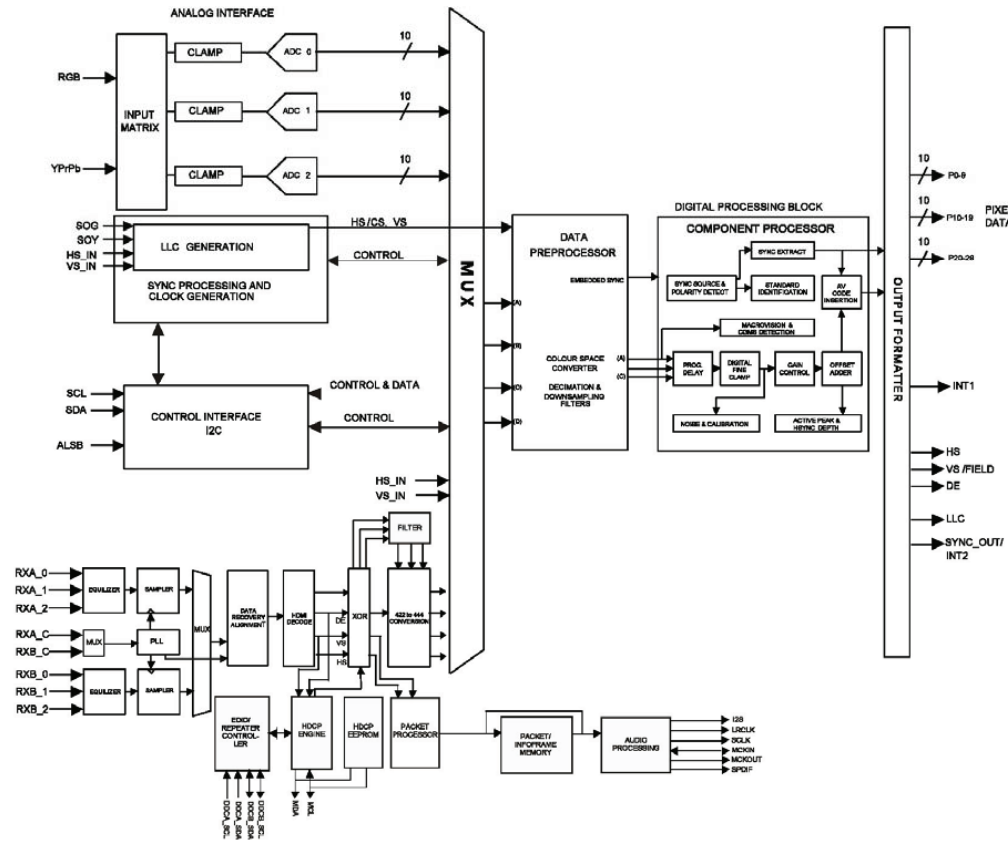 ANALOG INTERFACE
RGB
YPrPb
INPUT
MATRIX
CLAMP
ADC 0
10
CLAMP
ADC 1
10
CLAMP
ADC 2
10
SOG
SOY
HS_IN
VS_IN
LLC GENERATION
SYNC PROCESSING AND
CLOCK GENERATION
HS/CS, VS
CONTROL
SCL
SDA
ALSB
CONTROL INTERFACE
I2C
CONTROL & DATA
CONTROL
HS_IN
VS_IN
MUX
(A)
(B)
(C)
(D)
DATA
PREPROCESSOR
EMBEDDED SYNC
COLOUR SPACE
CONVERTER
DECIMATION &
DOWNSAMPLING
FILTERS
(A)
(C)
DIGITAL PROCESSING BLOCK
COMPONENT PROCESSOR
SYNC EXTRACT
SYNC SOURCE &
POLARITY DETECT
STANDARD
IDENTIFICATION
AV
CODE
INSERTION
MACROVISION &
CGMS DETECTION
PROG.
DELAY
DIGITAL
FINE
CLAMP
GAIN
CONTROL
OFFSET
ADDER
NOISE & CALIBRATION
ACTIVE PEAK &
HSYNC DEPTH
OUTPUT FORMATTER
10
P0-9
10
P10-19
10
PIXEL
DATA
INT1
HS
VS /FIELD
DE
LLC
SYNC_OUT/
INT2
RXA_0
RXA_1
RXA_2
RXA_C
RXB_C
RXB_0
RXB_1
RXB_2
EQUILIZER
SAMPLER
MUX
PLL
EQUILIZER
SAMPLER
MUX
DATA
RECOVERY
ALIGNMENT
HDMI
DECODE
DE
VS
HS
XOR
FILTER
422 to 444
CONVERSION
EDID/
REPEATER
CONTROL-
LER
HDCP
ENGINE
HDCP
EEPROM
PACKET
PROCESSOR
PACKET/
INFOFRAME
MEMORY
AUDIO
PROCESSING
I2S
LRCLK
SCLK
MCKIN
MCKOUT
SPDIF
DDCA_SCL
DDCA_SDA
DDCB_SDA
DDCB_SCL
MDA
MCL